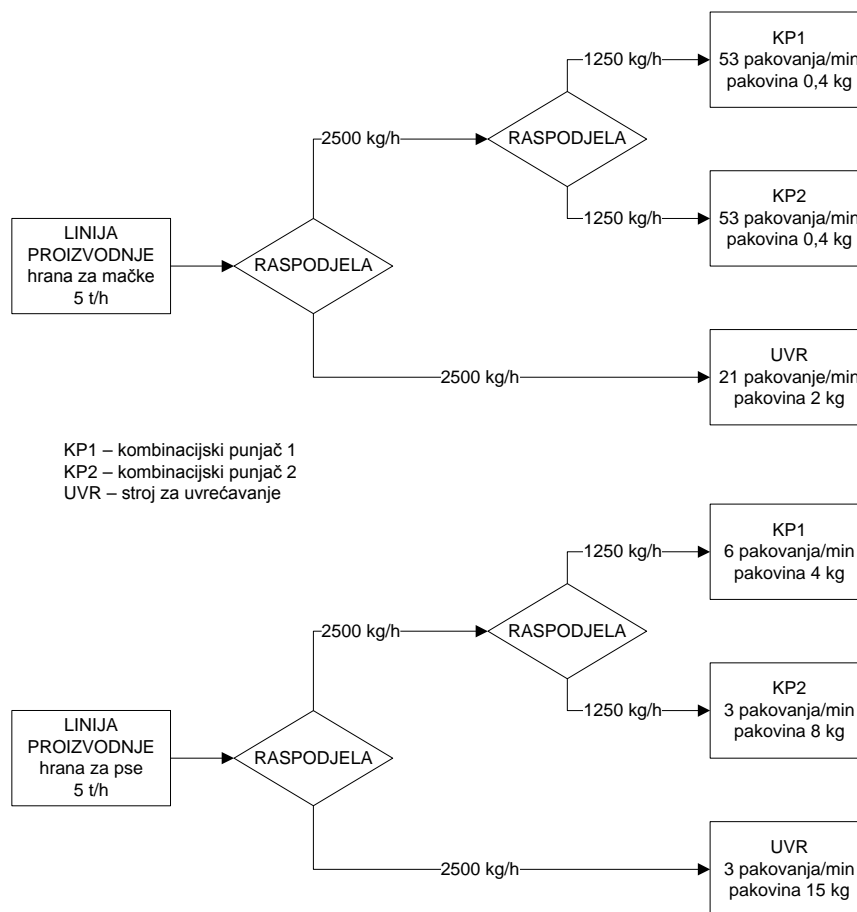 KP1
53 pakovanja/min
pakovina 0,4 kg
1250 kg/h
2500 kg/h
RASPODJELA
1250 kg/h
KP2
53 pakovanja/min
pakovina 0,4 kg
LINIJA
PROIZVODNJE
hrana za mačke
5 t/h
RASPODJELA
2500 kg/h
UVR
21 pakovanje/min
pakovina 2 kg
KP1 – kombinacijski punjač 1
KP2 – kombinacijski punjač 2
UVR – stroj za uvrećavanje
KP1
6 pakovanja/min
pakovina 4 kg
1250 kg/h
2500 kg/h
RASPODJELA
1250 kg/h
KP2
3 pakovanja/min
pakovina 8 kg
LINIJA
PROIZVODNJE
hrana za pse
5 t/h
RASPODJELA
2500 kg/h
UVR
3 pakovanja/min
pakovina 15 kg